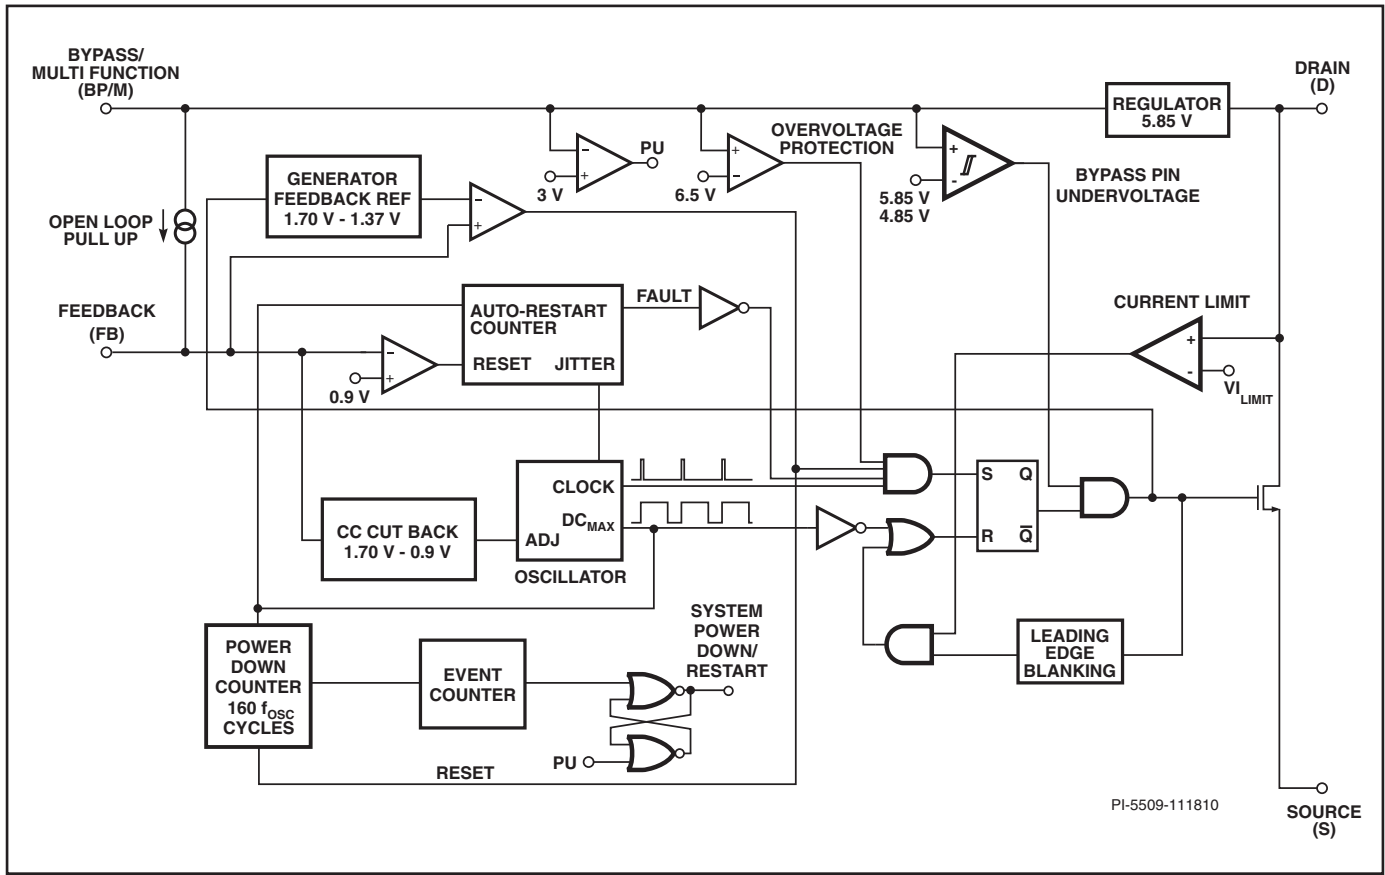 BYPASS/
MULTI FUNCTION
(BP/M)
DRAIN
(D)
REGULATOR
5.85 V
OVERVOLTAGE
PROTECTION
PU
-
+
3 V
+
-
6.5 V
+
-
5.85 V
4.85 V
BYPASS PIN
UNDERVOLTAGE
GENERATOR
FEEDBACK REF
1.70 V - 1.37 V
-
+
OPEN LOOP
PULL UP
FEEDBACK
(FB)
AUTO-RESTART
COUNTER
RESET
JITTER
FAULT
-
+
0.9 V
CURRENT LIMIT
+
-
VI LIMIT
CLOCK
DCMAX
ADJ
OSCILLATOR
CC CUT BACK
1.70 V - 0.9 V
S
Q
R
Q̅
SYSTEM
POWER
DOWN/
RESTART
POWER
DOWN
COUNTER
160 fOSC
CYCLES
EVENT
COUNTER
LEADING
EDGE
BLANKING
PU
RESET
PI-5509-111810
SOURCE
(S)